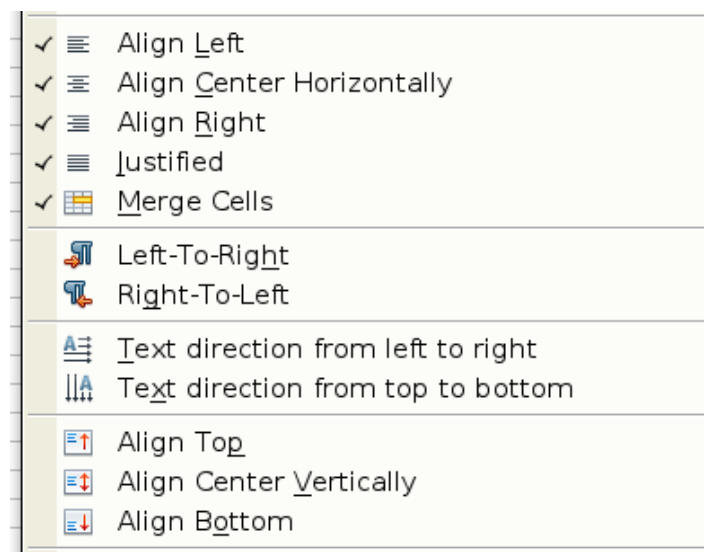 Align Left
Align Center Horizontally
Align Right
Justified
Merge Cells
Left-To-Right
Right-To-Left
Text direction from left to right
Text direction from top to bottom
Align Top
Align Center Vertically
Align Bottom